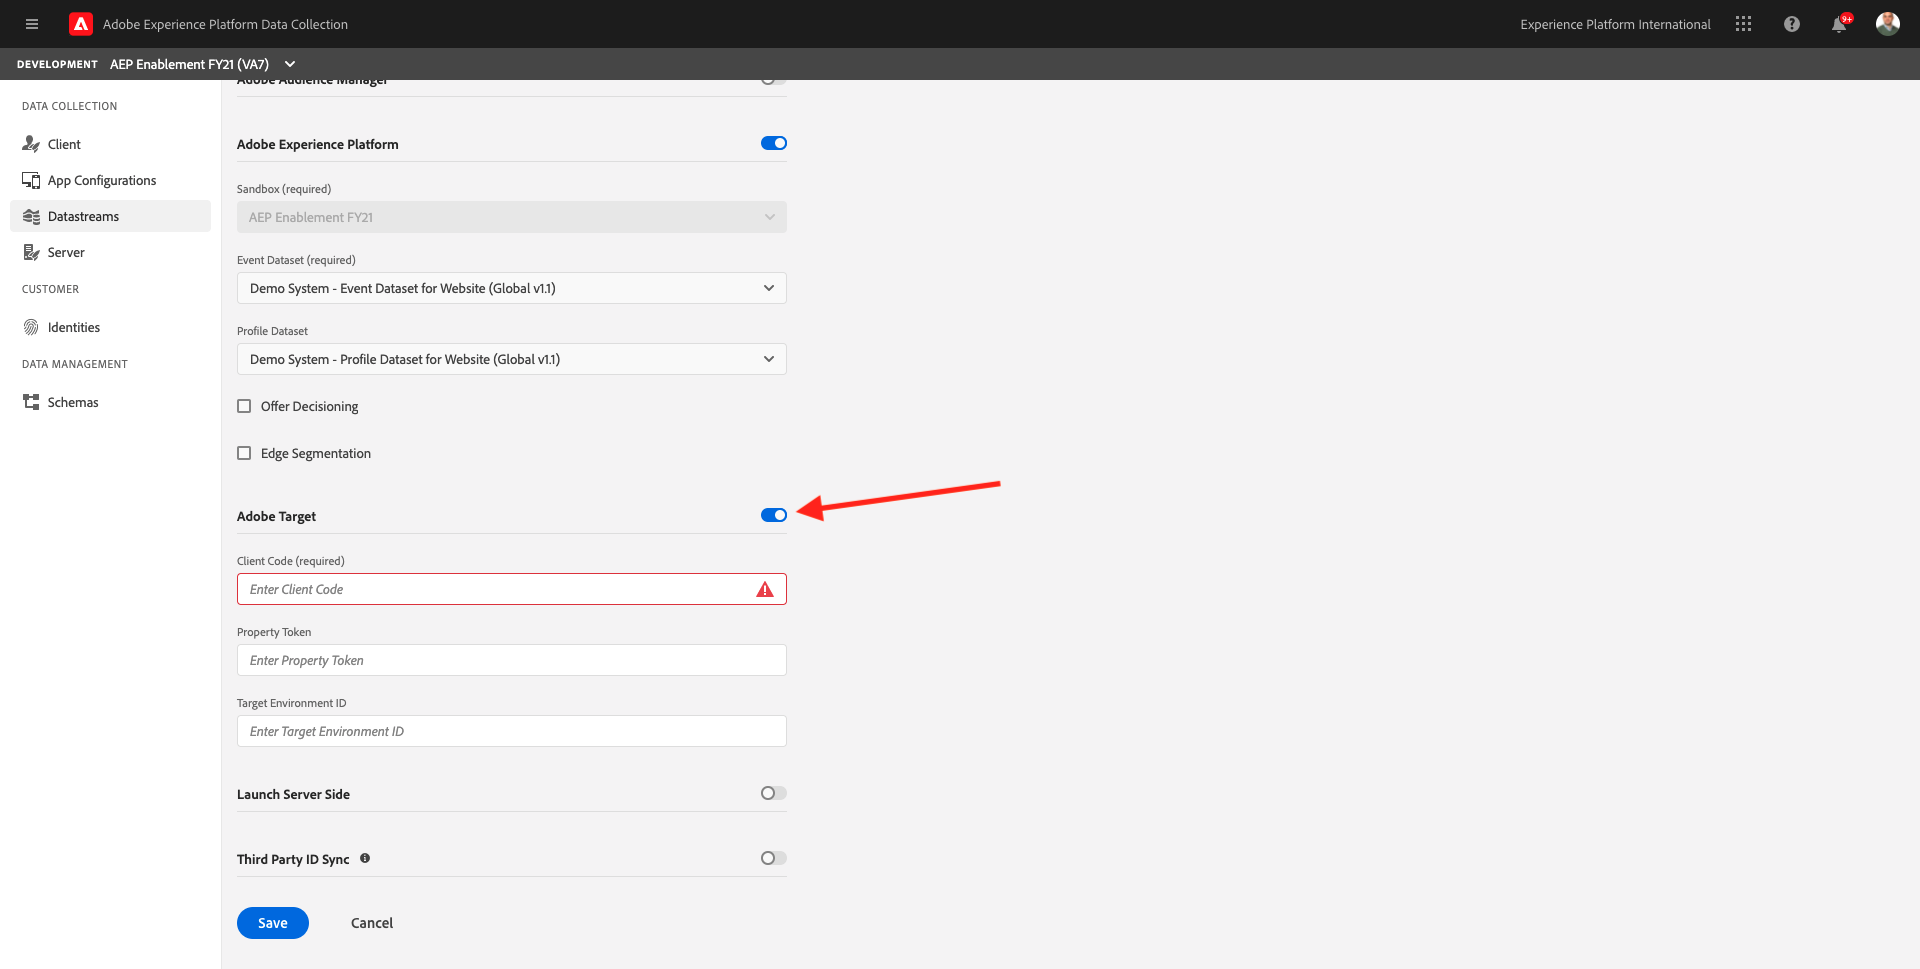 Adobe Experience Platform Data Collection
Experience Platform International
9+
DEVELOPMENT AEP Enablement FY21 (VA7)
DATA COLLECTION
Client
App Configurations
Datastreams
Server
CUSTOMER
Identities
DATA MANAGEMENT
Schemas
Adobe Audience Manager
Adobe Experience Platform
Sandbox (required)
AEP Enablement FY21
Event Dataset (required)
Demo System - Event Dataset for Website (Global v1.1)
Profile Dataset
Demo System - Profile Dataset for Website (Global v1.1)
Offer Decisioning
Edge Segmentation
Adobe Target
Client Code (required)
Enter Client Code
Property Token
Enter Property Token
Target Environment ID
Enter Target Environment ID
Launch Server Side
Third Party ID Sync
Save
Cancel